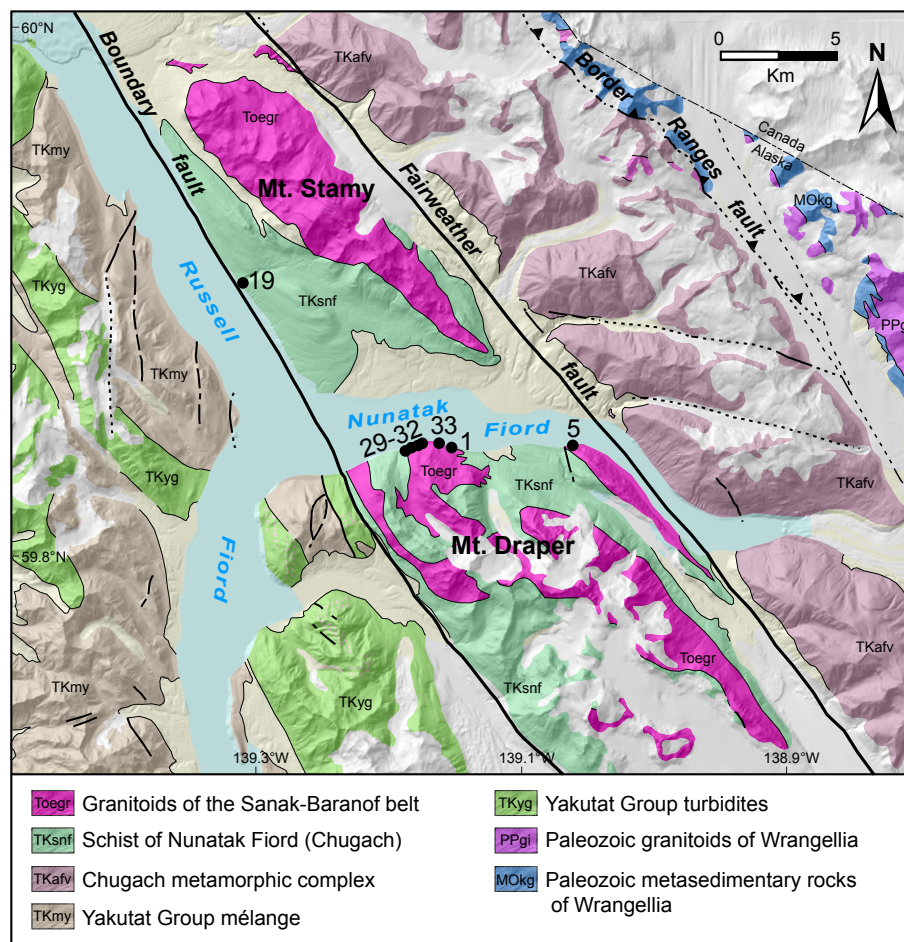 60°N
Boundary
fault
TKafv
Border
Ranges
fault
0 5
Km
N
Canada
Alaska
Toegr
Mt. Stamy
Fairweather
fault
TKmy
MOkg
TKafv
19
Russell
TKsnf
TKyg
PPgi
TKmy
Nunatak
Fiord
29-32
33
1
5
Toegr
TKsnf
TKyg
TKafv
59.8°N
Mt. Draper
Fiord
TKmy
Toegr
TKafv
TKsnf
TKyg
139.3°W
139.1°W
138.9°W
Toegr Granitoids of the Sanak-Baranof belt
TKsnf Schist of Nunatak Fiord (Chugach)
TKafv Chugach metamorphic complex
TKmy Yakutat Group mélange
TKyg Yakutat Group turbidites
PPgi Paleozoic granitoids of Wrangellia
MOkg Paleozoic metasedimentary rocks
of Wrangellia